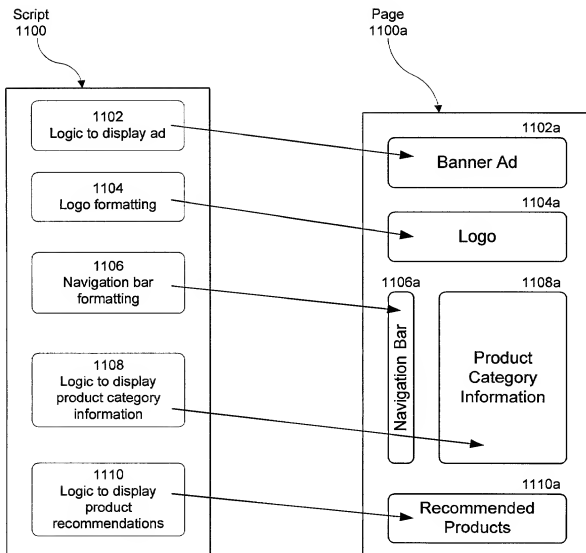 Script
1100
Page
1100a
1102
Logic to display ad
1104
Logo formatting
1106
Navigation bar
formatting
1108
Logic to display
product category
information
1110
Logic to display
product
recommendations
1102a
Banner Ad
1104a
Logo
1106a
Navigation Bar
1108a
Product
Category
Information
1110a
Recommended
Products